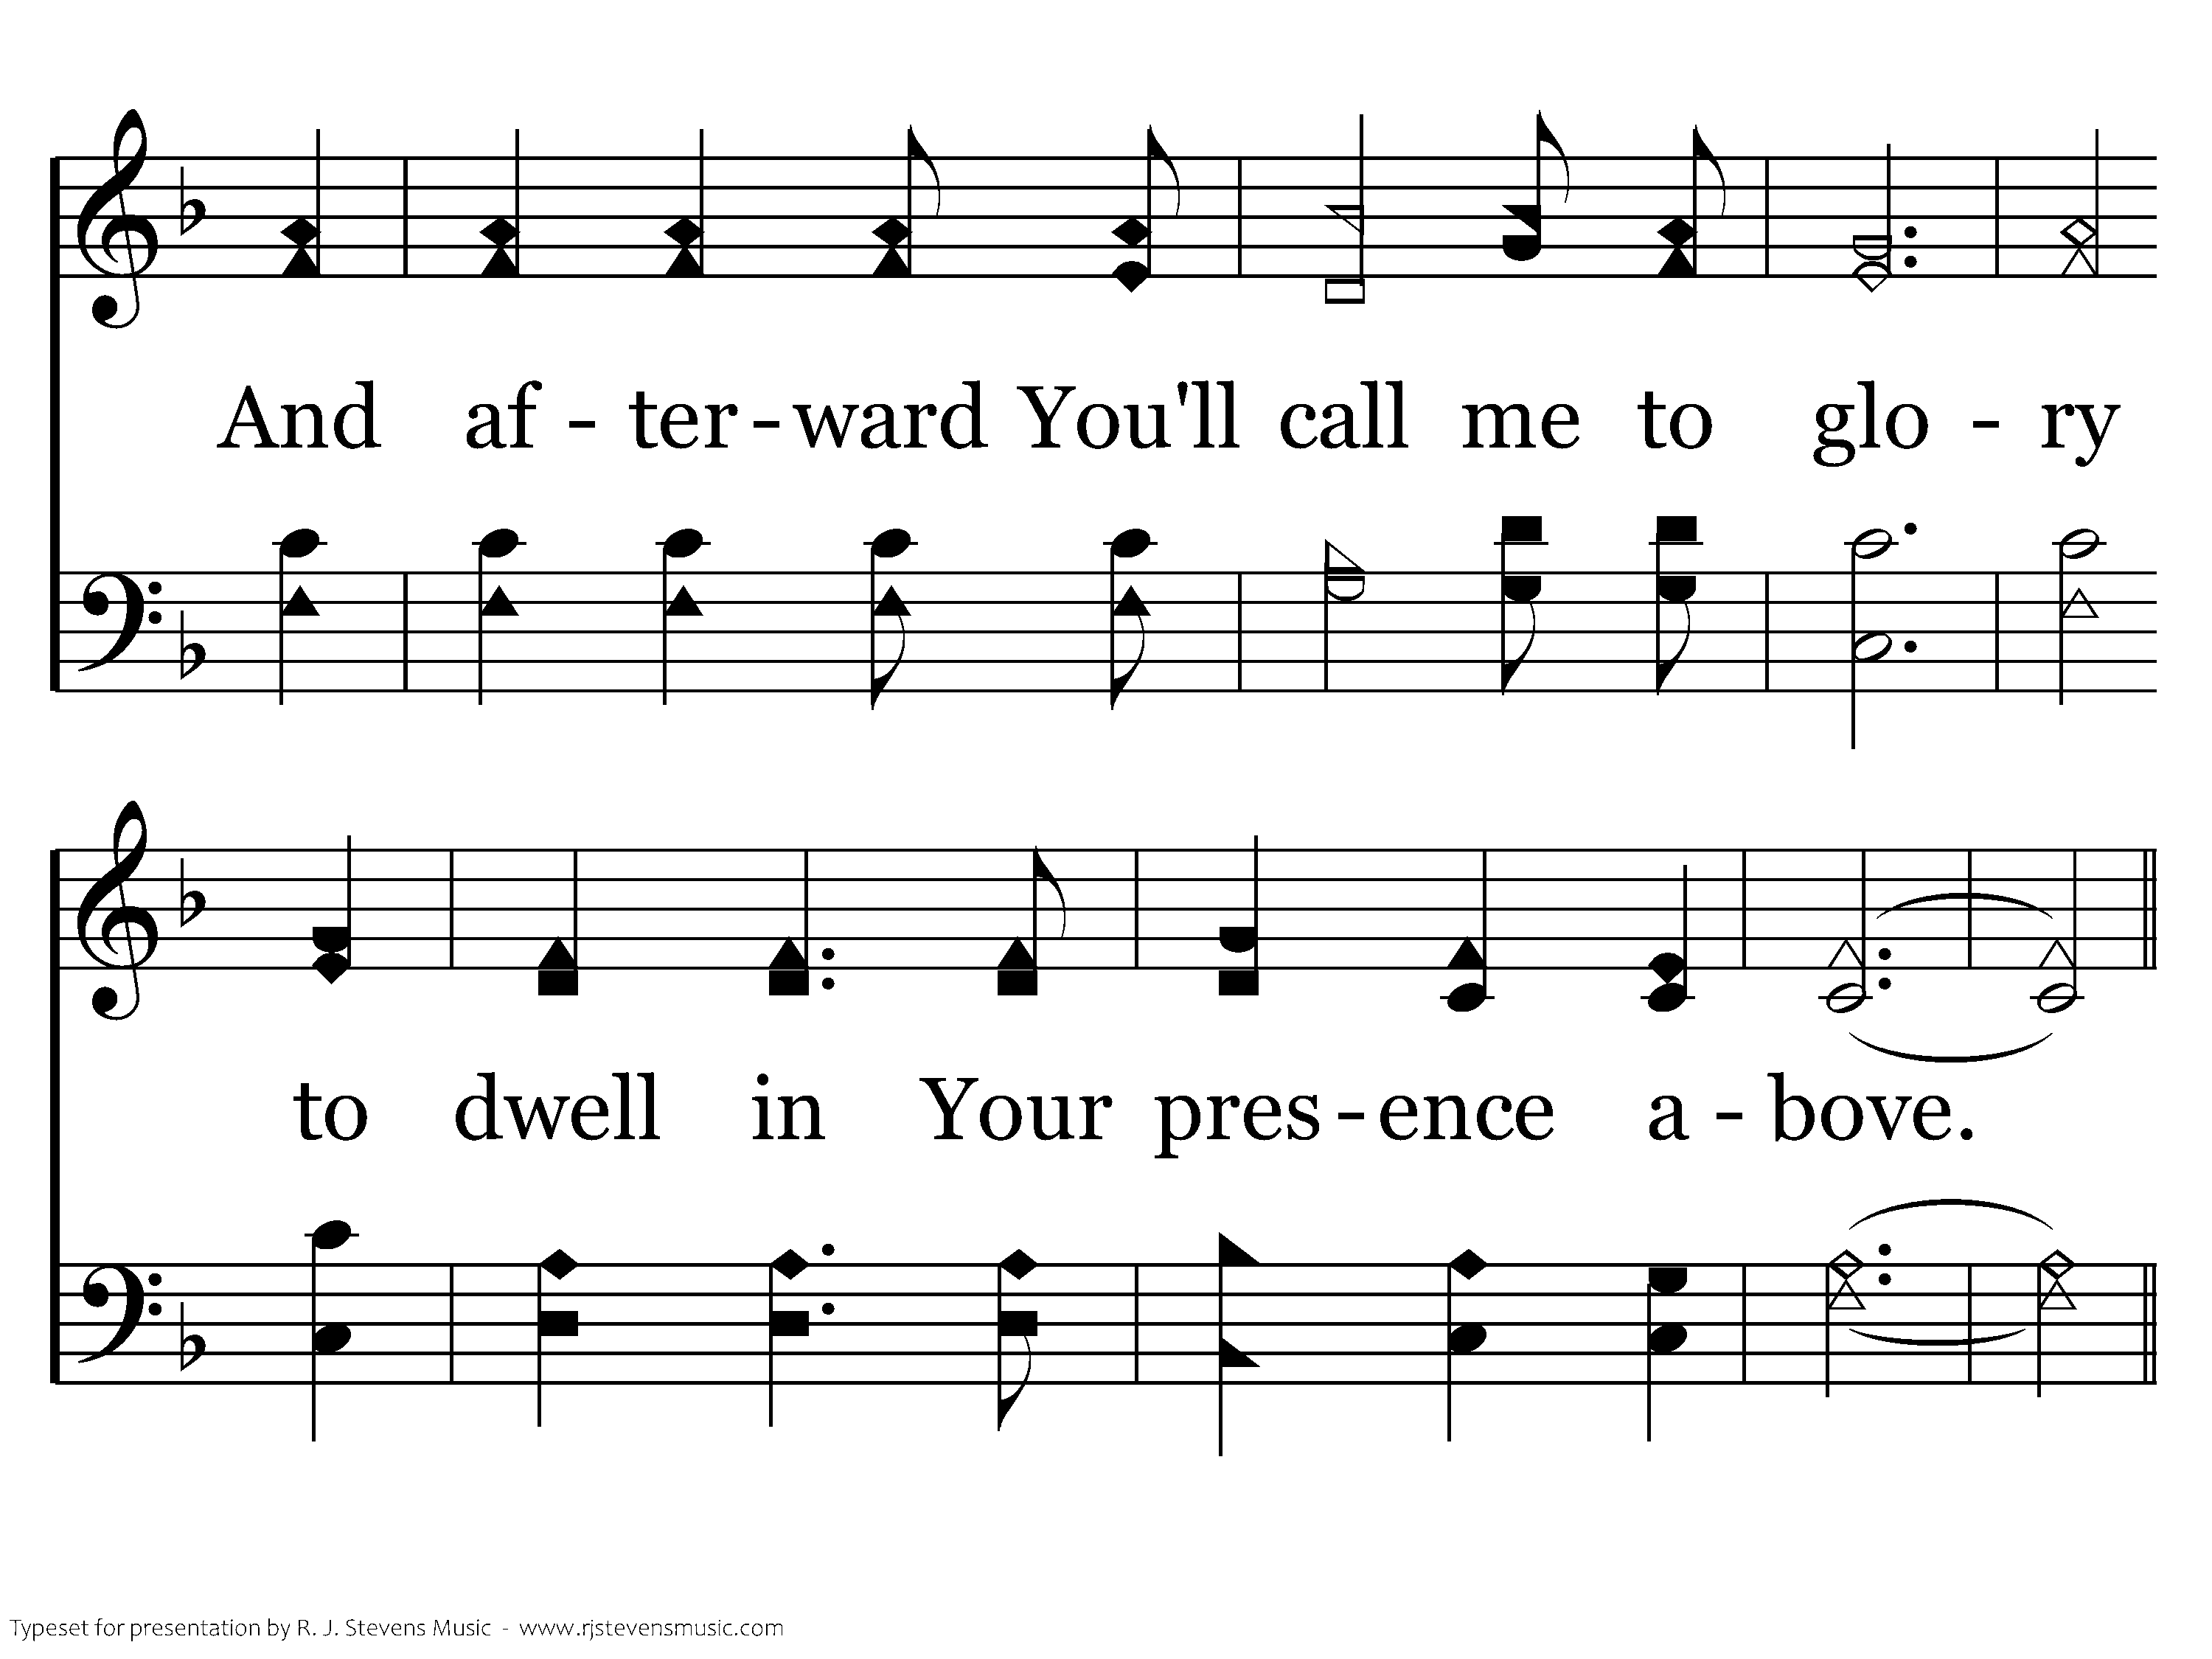 And af - ter - ward You'll call me to glo - ry
to dwell in Your pres - ence a - bove.
Typeset for presentation by R. J. Stevens Music - www.rjstevensmusic.com